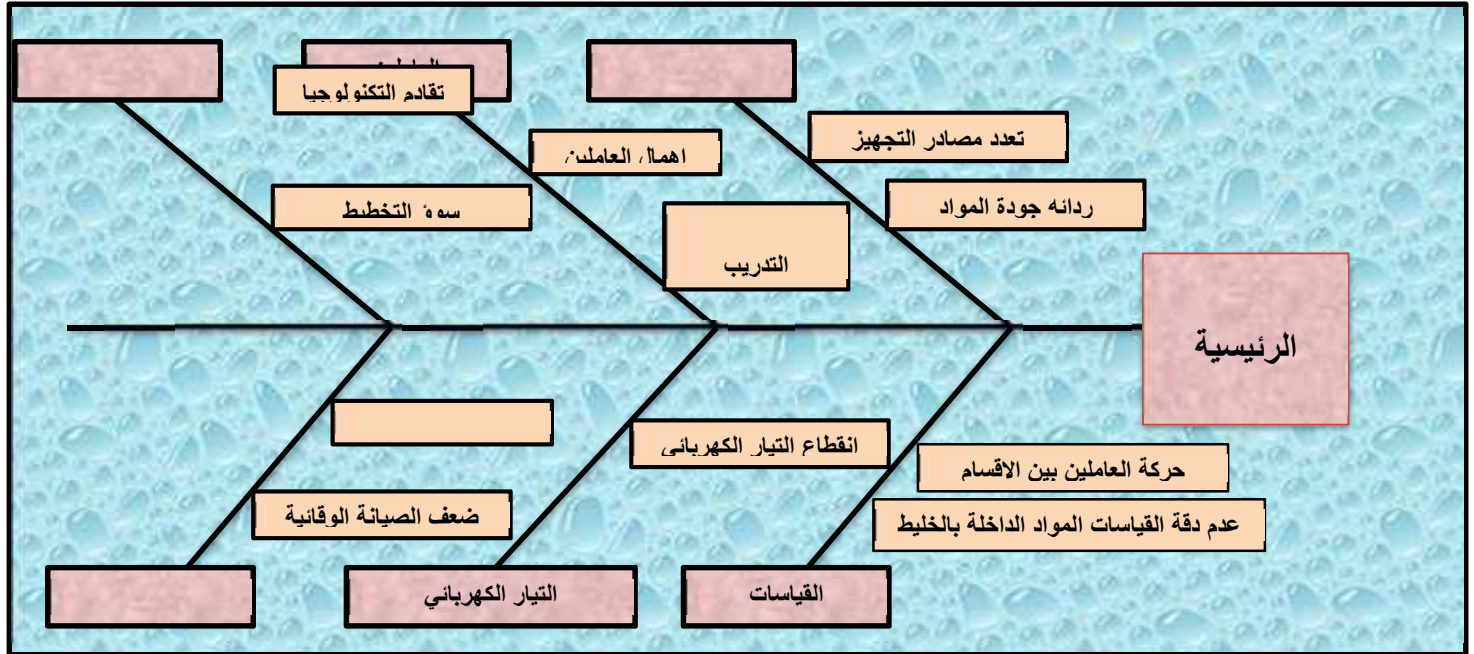 تقادم التكنولوجيا
تعدد مصادر التجهيز
اهمال العاملين
ردائه جودة المواد
سوء التخطيط
التدريب
الرئيسية
انقطاع التيار الكهربائي
حركة العاملين بين الاقسام
ضعف الصيانة الوقائية
عدم دقة القياسات المواد الداخلة بالخليط
القياسات
التيار الكهربائي